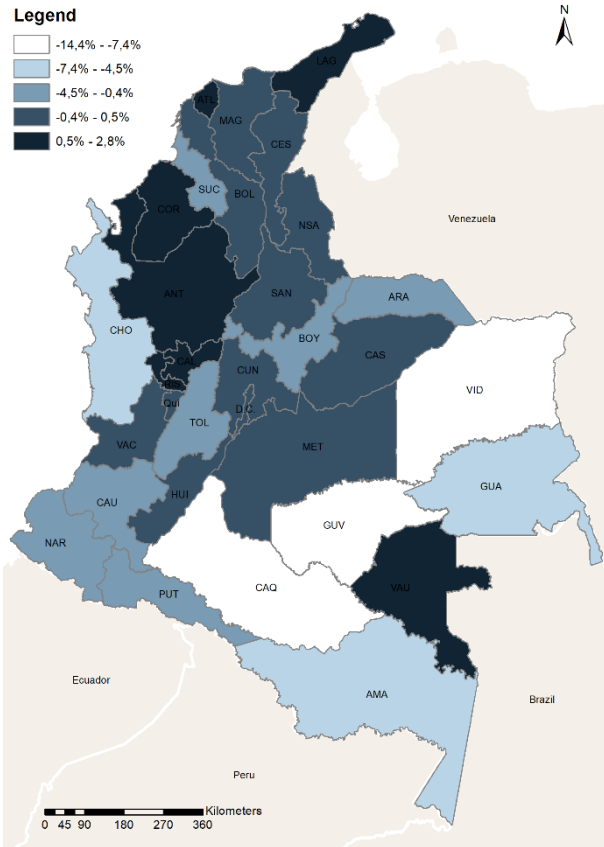 Legend
-14,4% - -7,4%
-7,4% - -4,5%
-4,5% - -0,4%
-0,4% - 0,5%
0,5% - 2,8%
N
LAG
ATL
MAG
CES
SUC
BOL
COR
NSA
Venezuela
ANT
SAN
ARA
CHO
BOY
CAL
CAS
CUN
RIS
VID
Qui
D.C.
TOL
VAC
MET
GUA
HUI
CAU
GUV
NAR
VAU
CAQ
PUT
Ecuador
AMA
Brazil
Peru
Kilometers
0 45 90 180 270 360